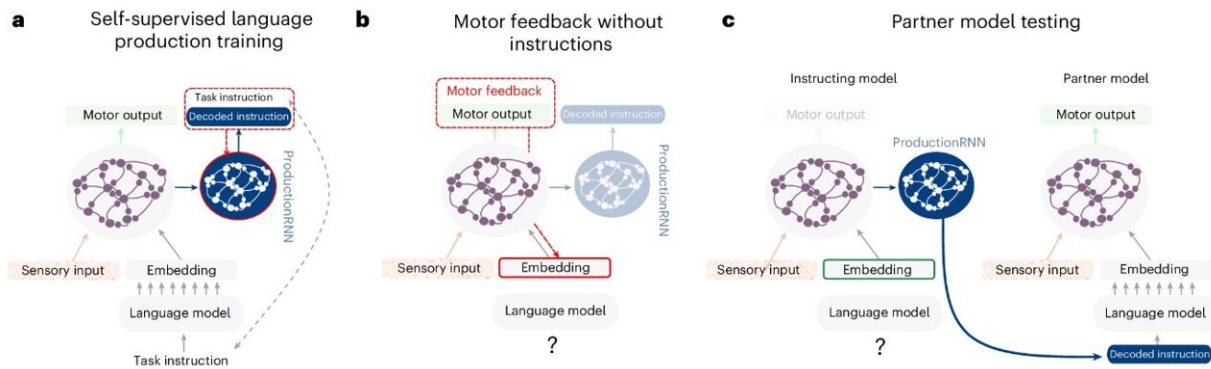 a
Self-supervised language
production training
Task instruction
Motor output
Decoded instruction
ProductionRNN
Sensory input
Embedding
Language model
Task instruction
b
Motor feedback without
instructions
Motor feedback
Motor output
Decoded instruction
ProductionRNN
Sensory input
Embedding
Language model
?
c
Partner model testing
Instructing model
Partner model
Motor output
Motor output
ProductionRNN
Sensory input
Embedding
Sensory input
Embedding
Language model
Language model
?
Decoded instruction